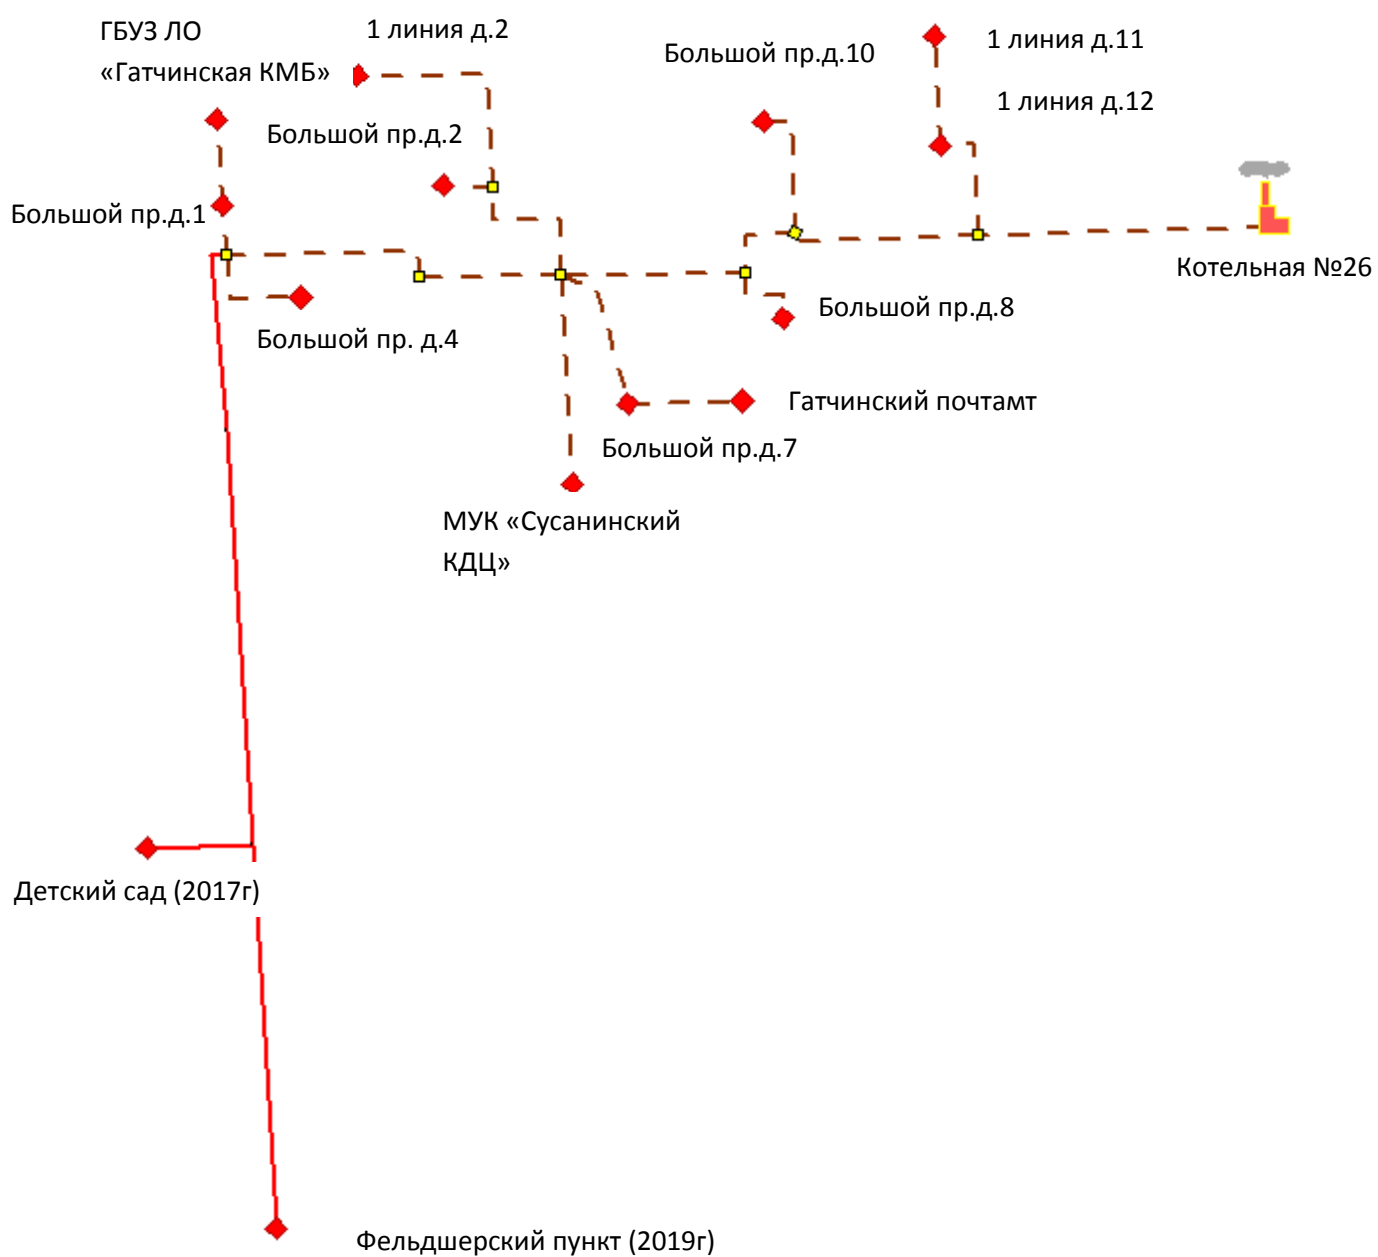 ГБУЗ ЛО
«Гатчинская КМБ»
1 линия д.2
Большой пр.д.10
1 линия д.11
1 линия д.12
Большой пр.д.2
Большой пр.д.1
Котельная №26
Большой пр.д.8
Большой пр. д.4
Гатчинский почтамт
Большой пр.д.7
МУК «Сусанинский
КДЦ»
Детский сад (2017г)
Фельдшерский пункт (2019г)